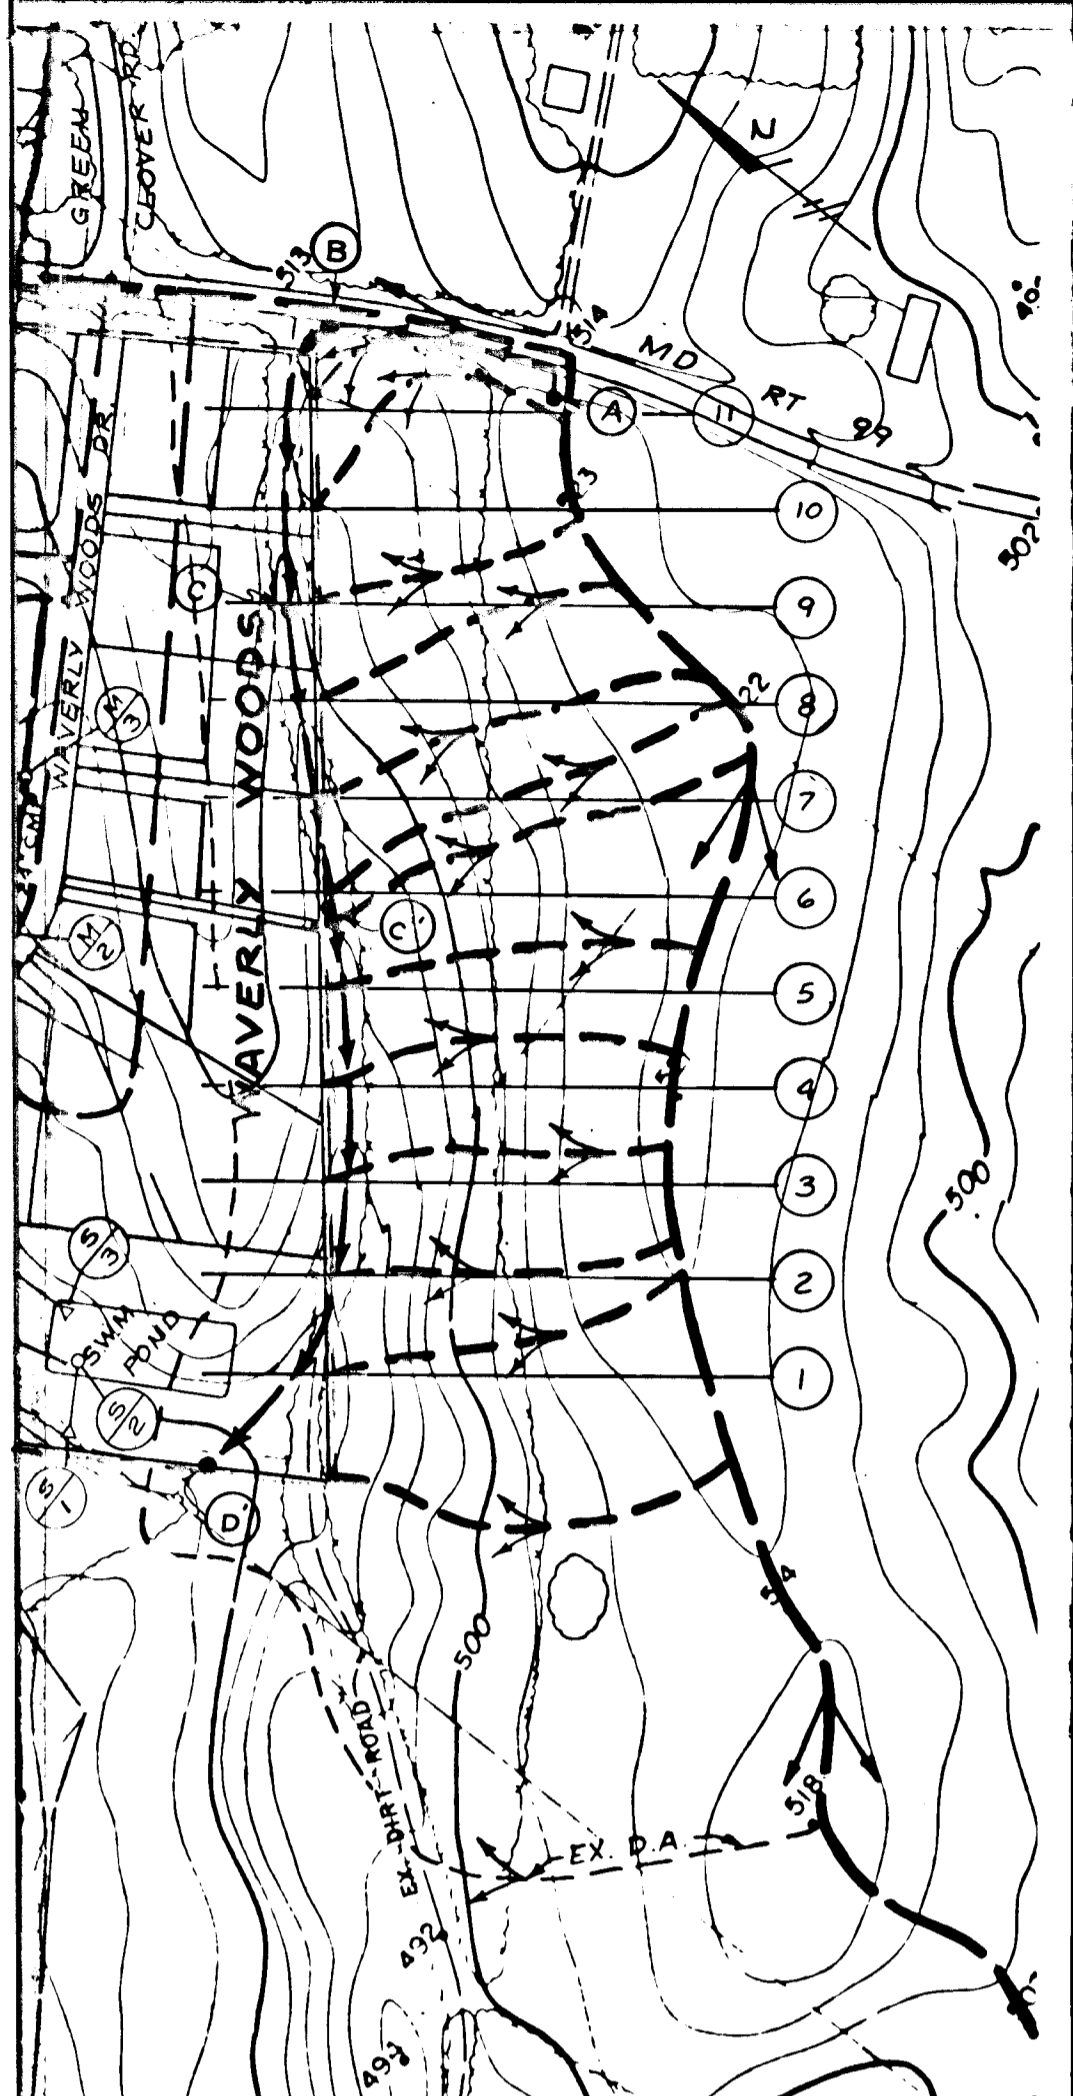 GREEN
CLOVER RD.
N
B
513
514
MD
RT
99
A
11
502
10
9
8
7
6
5
4
3
2
1
22
C
C'
WAVERLY WOODS DR.
WAVERLY WOODS
M/3
M/2
S/3
SWM
POND
S/2
S/1
D'
500
500
514
518
EX. DIRT ROAD
EX. D.A.
492
494